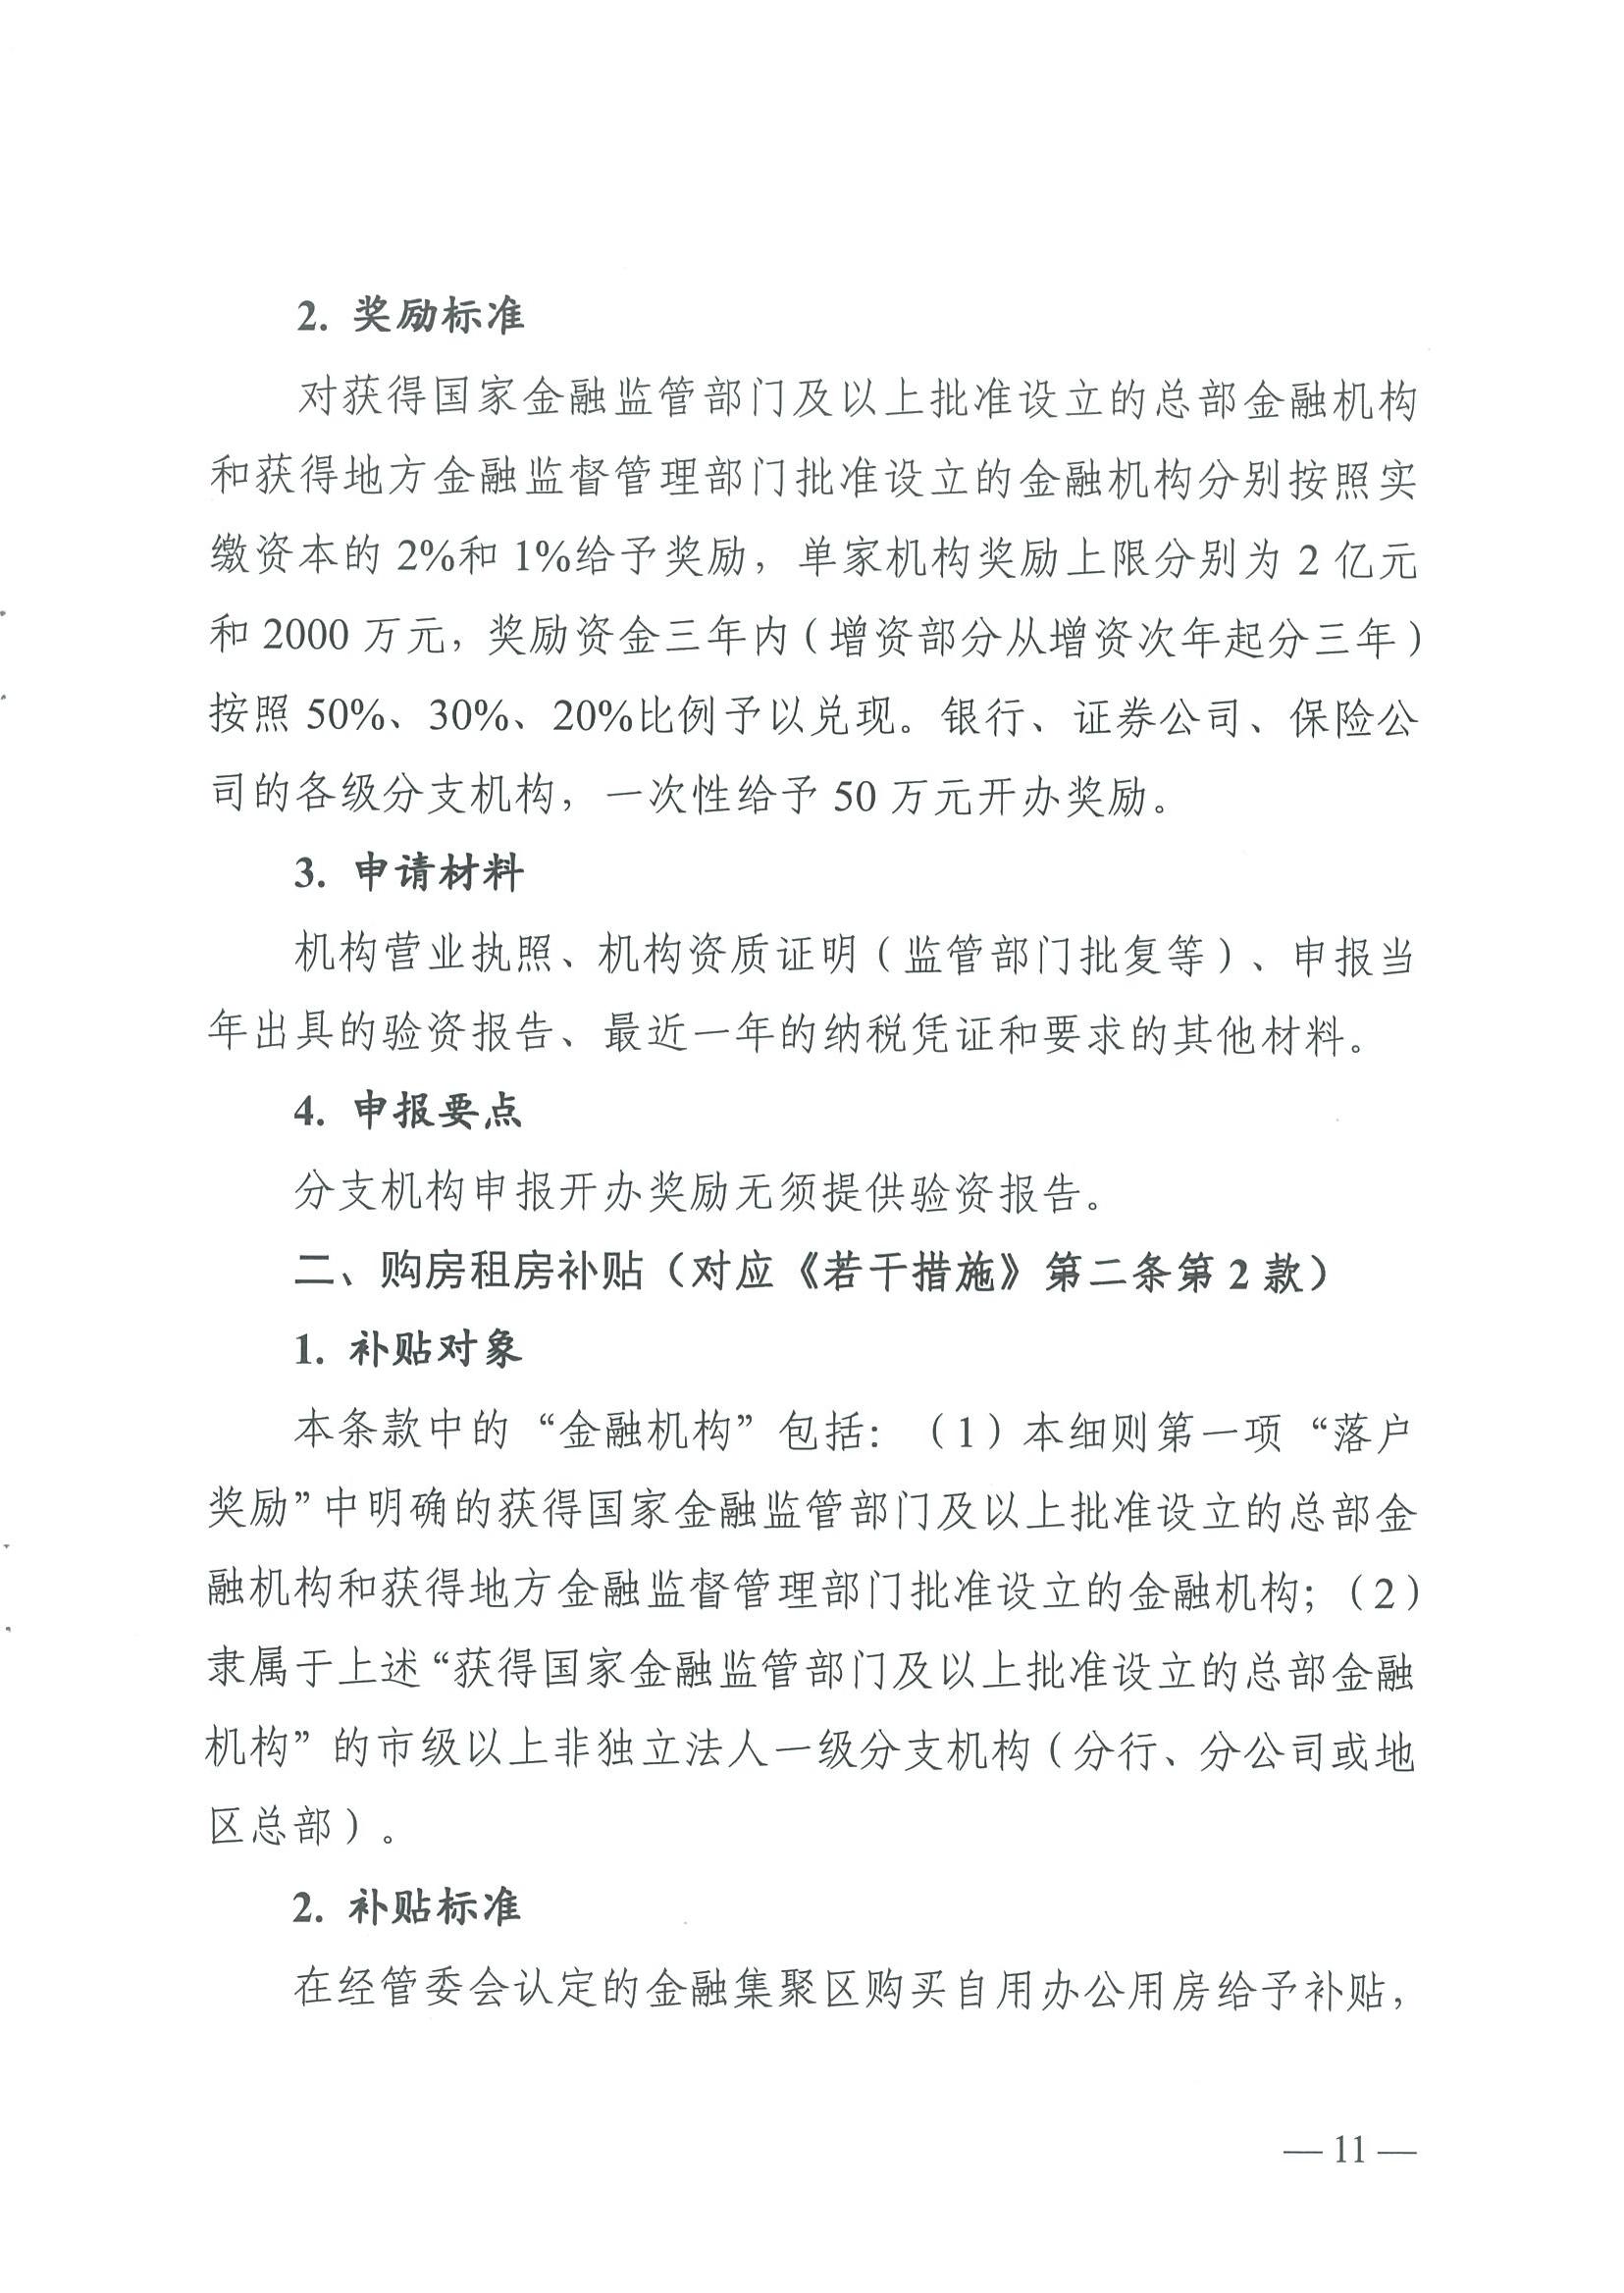 2. 奖励标准
对获得国家金融监管部门及以上批准设立的总部金融机构
和获得地方金融监督管理部门批准设立的金融机构分别按照实
缴资本的 2%和 1%给予奖励，单家机构奖励上限分别为 2 亿元
和 2000 万元，奖励资金三年内（增资部分从增资次年起分三年）
按照 50%、30%、20%比例予以兑现。银行、证券公司、保险公
司的各级分支机构，一次性给予 50 万元开办奖励。
3. 申请材料
机构营业执照、机构资质证明（监管部门批复等）、申报当
年出具的验资报告、最近一年的纳税凭证和要求的其他材料。
4. 申报要点
分支机构申报开办奖励无须提供验资报告。
二、购房租房补贴（对应《若干措施》第二条第 2 款）
1. 补贴对象
本条款中的“金融机构”包括：（1）本细则第一项“落户
奖励”中明确的获得国家金融监管部门及以上批准设立的总部金
融机构和获得地方金融监督管理部门批准设立的金融机构；（2）
隶属于上述“获得国家金融监管部门及以上批准设立的总部金融
机构”的市级以上非独立法人一级分支机构（分行、分公司或地
区总部）。
2. 补贴标准
在经管委会认定的金融集聚区购买自用办公用房给予补贴，
— 11 —